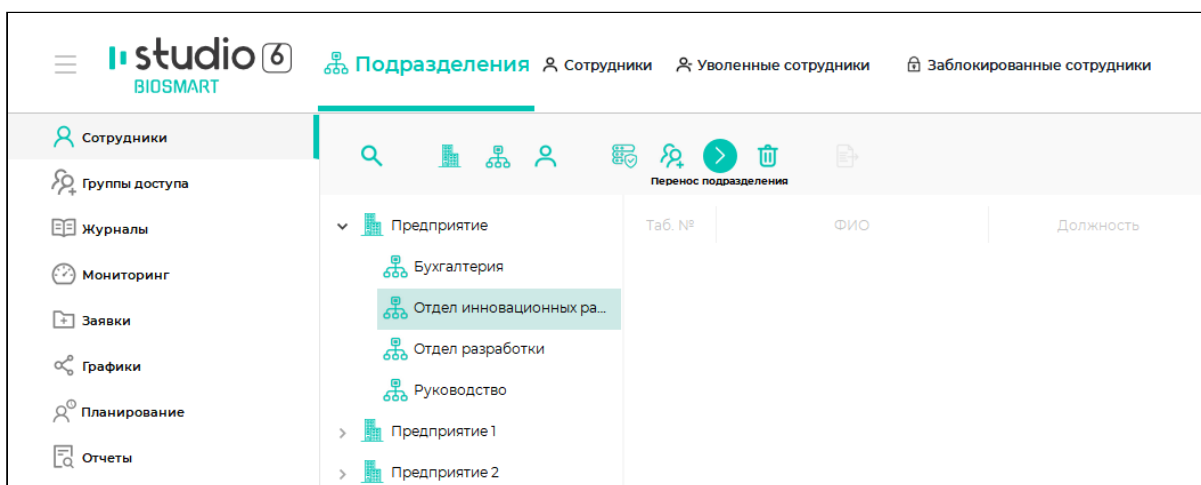 studio 6
BIOSMART
Подразделения Сотрудники Уволенные сотрудники Заблокированные сотрудники
Сотрудники
Группы доступа
Журналы
Мониторинг
Заявки
Графики
Планирование
Отчеты
Перенос подразделения
Предприятие
Бухгалтерия
Отдел инновационных ра...
Отдел разработки
Руководство
Предприятие 1
Предприятие 2
Таб. № ФИО Должность